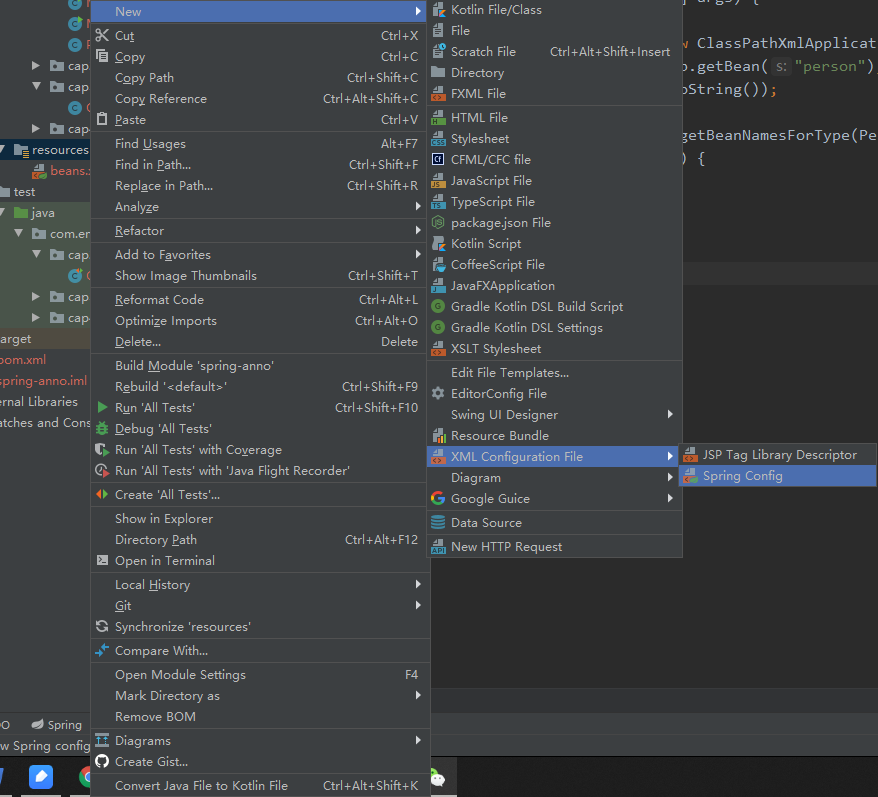 New
Cut Ctrl+X
Copy Ctrl+C
Copy Path Ctrl+Shift+C
Copy Reference Ctrl+Alt+Shift+C
Paste Ctrl+V
Find Usages Alt+F7
Find in Path... Ctrl+Shift+F
Replace in Path... Ctrl+Shift+R
Analyze
Refactor
Add to Favorites
Show Image Thumbnails Ctrl+Shift+T
Reformat Code Ctrl+Alt+L
Optimize Imports Ctrl+Alt+O
Delete... Delete
Build Module 'spring-anno'
Rebuild '<default>' Ctrl+Shift+F9
Run 'All Tests' Ctrl+Shift+F10
Debug 'All Tests'
Run 'All Tests' with Coverage
Run 'All Tests' with 'Java Flight Recorder'
Create 'All Tests'...
Show in Explorer
Directory Path Ctrl+Alt+F12
Open in Terminal
Local History
Git
Synchronize 'resources'
Compare With...
Open Module Settings F4
Mark Directory as
Remove BOM
Diagrams
Create Gist...
Convert Java File to Kotlin File Ctrl+Alt+Shift+K
Kotlin File/Class
File
Scratch File Ctrl+Alt+Shift+Insert
Directory
FXML File
HTML File
Stylesheet
CFML/CFC file
JavaScript File
TypeScript File
package.json File
Kotlin Script
CoffeeScript File
JavaFXApplication
Gradle Kotlin DSL Build Script
Gradle Kotlin DSL Settings
XSLT Stylesheet
Edit File Templates...
EditorConfig File
Swing UI Designer
Resource Bundle
XML Configuration File
Diagram
Google Guice
Data Source
New HTTP Request
JSP Tag Library Descriptor
Spring Config
cap
cap
cap
resources
beans.
test
java
com.er
cap
cap
cap
arget
pom.xml
spring-anno.iml
rnal Libraries
atches and Cons
Spring
w Spring config
args) {
w ClassPathXmlApplicat
p.getBean( s: "person")
oString());
getBeanNamesForType(Pe
) {